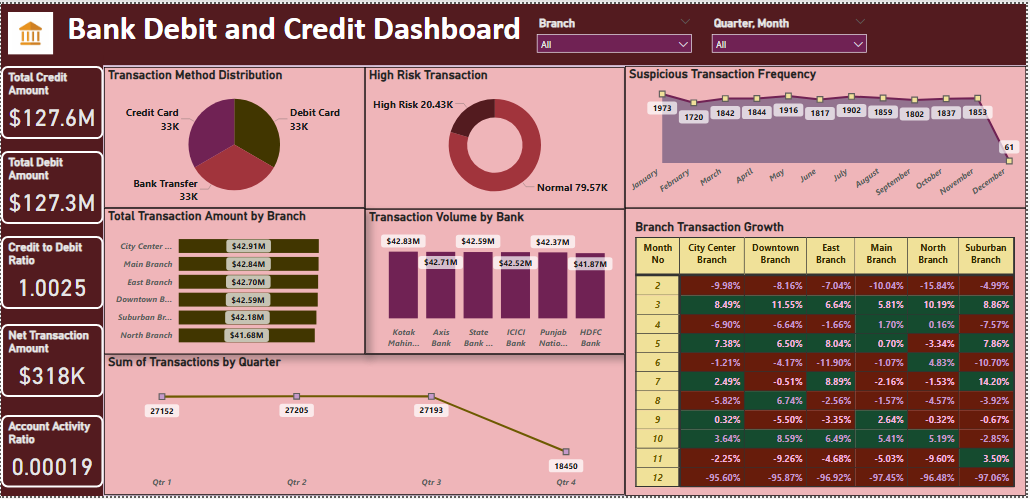 Bank Debit and Credit Dashboard
Branch
All
Quarter, Month
All
Total Credit
Amount
$127.6M
Total Debit
Amount
$127.3M
Credit to Debit
Ratio
1.0025
Net Transaction
Amount
$318K
Account Activity
Ratio
0.00019
Transaction Method Distribution
Credit Card
33K
Debit Card
33K
Bank Transfer
33K
High Risk Transaction
High Risk 20.43K
Normal 79.57K
Suspicious Transaction Frequency
1973
1720
1842
1844
1916
1817
1902
1859
1802
1837
1853
61
January
February
March
April
May
June
July
August
September
October
November
December
Total Transaction Amount by Branch
City Center ... $42.91M
Main Branch $42.84M
East Branch $42.70M
Downtown B... $42.59M
Suburban Br... $42.18M
North Branch $41.68M
Transaction Volume by Bank
$42.83M
$42.71M
$42.59M
$42.52M
$42.37M
$41.87M
Kotak
Mahin...
Axis
Bank
State
Bank ...
ICICI
Bank
Punjab
Natio...
HDFC
Bank
Sum of Transactions by Quarter
27152
27205
27193
18450
Qtr 1
Qtr 2
Qtr 3
Qtr 4
Branch Transaction Growth
Month City Center Downtown East Main North Suburban
No Branch Branch Branch Branch Branch Branch
2 -9.98% -8.16% -7.04% -10.04% -15.84% -4.99%
3 8.49% 11.55% 6.64% 5.81% 10.19% 8.86%
4 -6.90% -6.64% -1.66% 1.70% 0.16% -7.57%
5 7.38% 6.50% 8.04% 0.70% -3.34% 7.86%
6 -1.21% -4.17% -11.90% -1.07% 4.83% -10.70%
7 2.49% -0.51% 8.89% -2.16% -1.53% 14.20%
8 -5.82% 6.74% -2.56% -1.57% -4.57% -3.92%
9 0.32% -5.50% -3.35% 2.64% -0.32% -0.67%
10 3.64% 8.59% 6.49% 5.41% 5.19% -2.85%
11 -2.25% -9.26% -4.68% -5.03% -9.60% 3.50%
12 -95.60% -95.87% -96.92% -97.45% -96.48% -97.06%